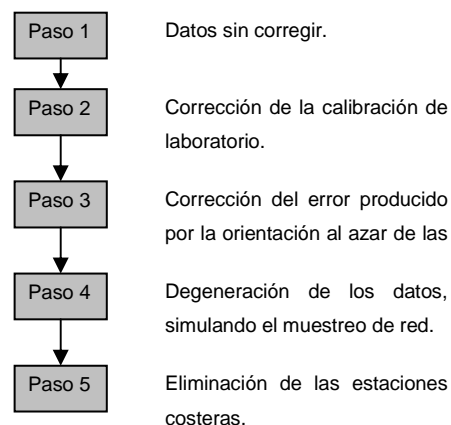 Paso 1
Datos sin corregir.
Paso 2
Corrección de la calibración de
laboratorio.
Paso 3
Corrección del error producido
por la orientación al azar de las
Paso 4
Degeneración de los datos,
simulando el muestreo de red.
Paso 5
Eliminación de las estaciones
costeras.